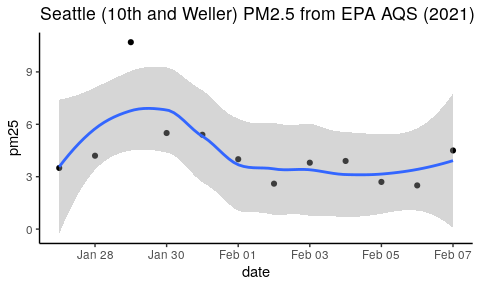 Seattle (10th and Weller) PM2.5 from EPA AQS (2021)
9
6
3
0
pm25
Jan 28 Jan 30 Feb 01 Feb 03 Feb 05 Feb 07
date